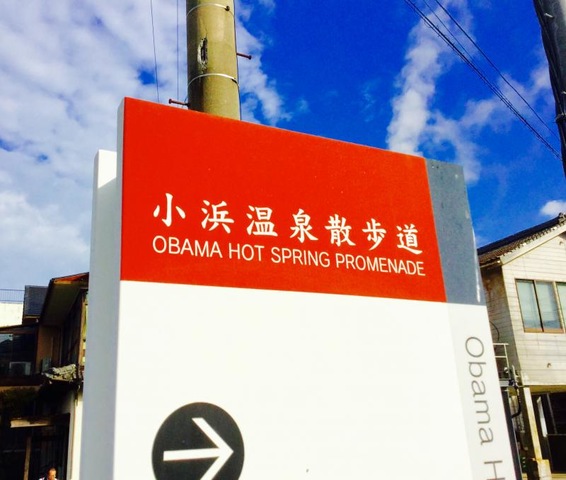 小浜温泉散歩道
OBAMA HOT SPRING PROMENADE
Obama H